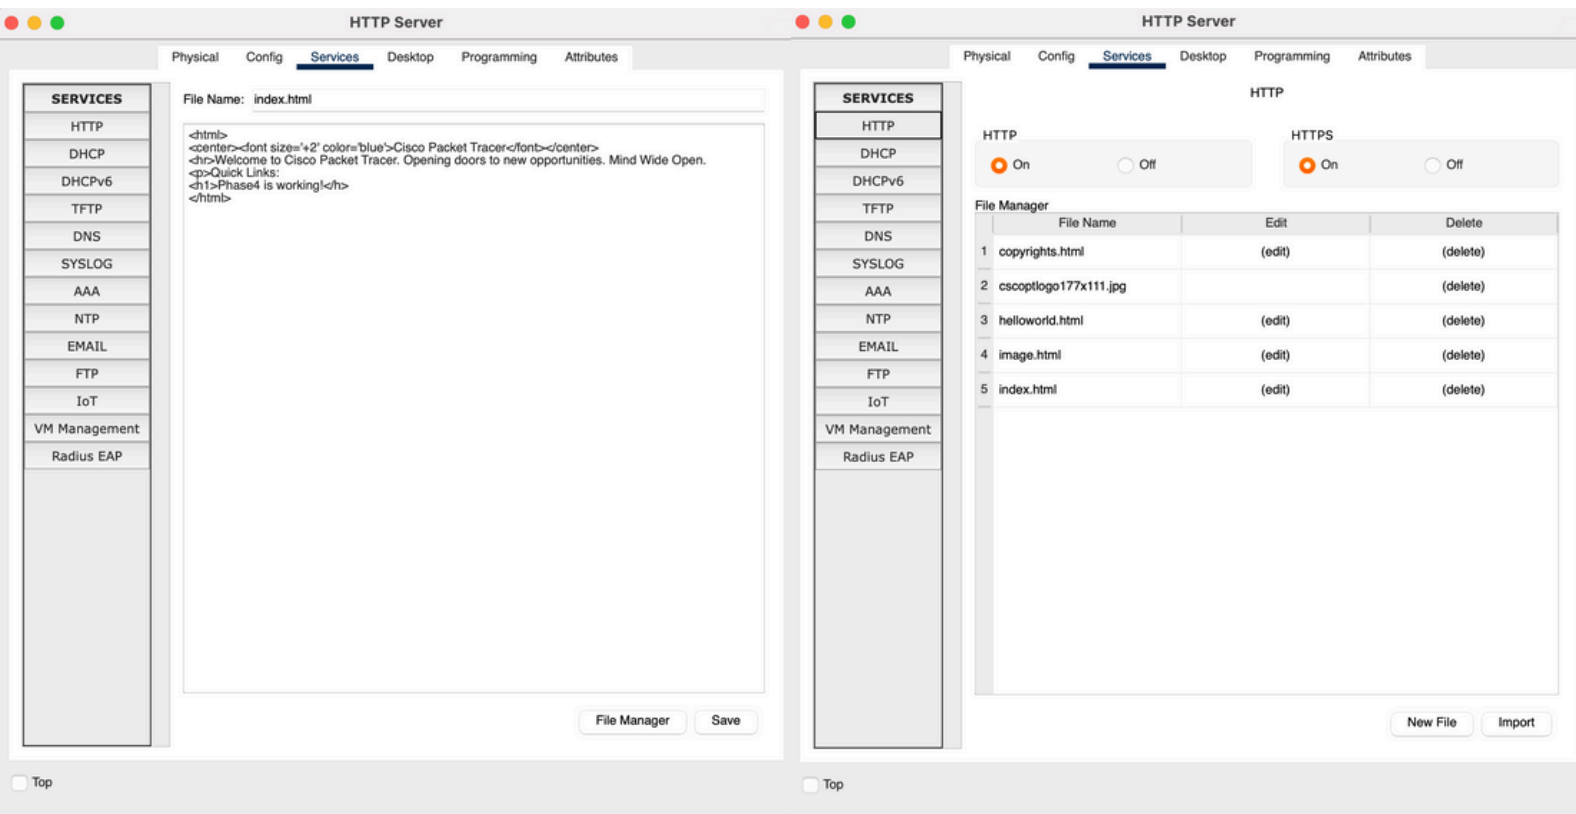 HTTP Server
Physical Config Services Desktop Programming Attributes
SERVICES
HTTP
DHCP
DHCPv6
TFTP
DNS
SYSLOG
AAA
NTP
EMAIL
FTP
IoT
VM Management
Radius EAP
File Name: index.html
<html>
<center><font size='+2' color='blue'>Cisco Packet Tracer</font></center>
<hr>Welcome to Cisco Packet Tracer. Opening doors to new opportunities. Mind Wide Open.
<p>Quick Links:
<h1>Phase4 is working!</h>
</html>
File Manager Save
Top
HTTP Server
Physical Config Services Desktop Programming Attributes
SERVICES
HTTP
DHCP
DHCPv6
TFTP
DNS
SYSLOG
AAA
NTP
EMAIL
FTP
IoT
VM Management
Radius EAP
HTTP
HTTP HTTPS
On Off On Off
File Manager
File Name Edit Delete
1 copyrights.html (edit) (delete)
2 cscoptlogo177x111.jpg (delete)
3 helloworld.html (edit) (delete)
4 image.html (edit) (delete)
5 index.html (edit) (delete)
New File Import
Top